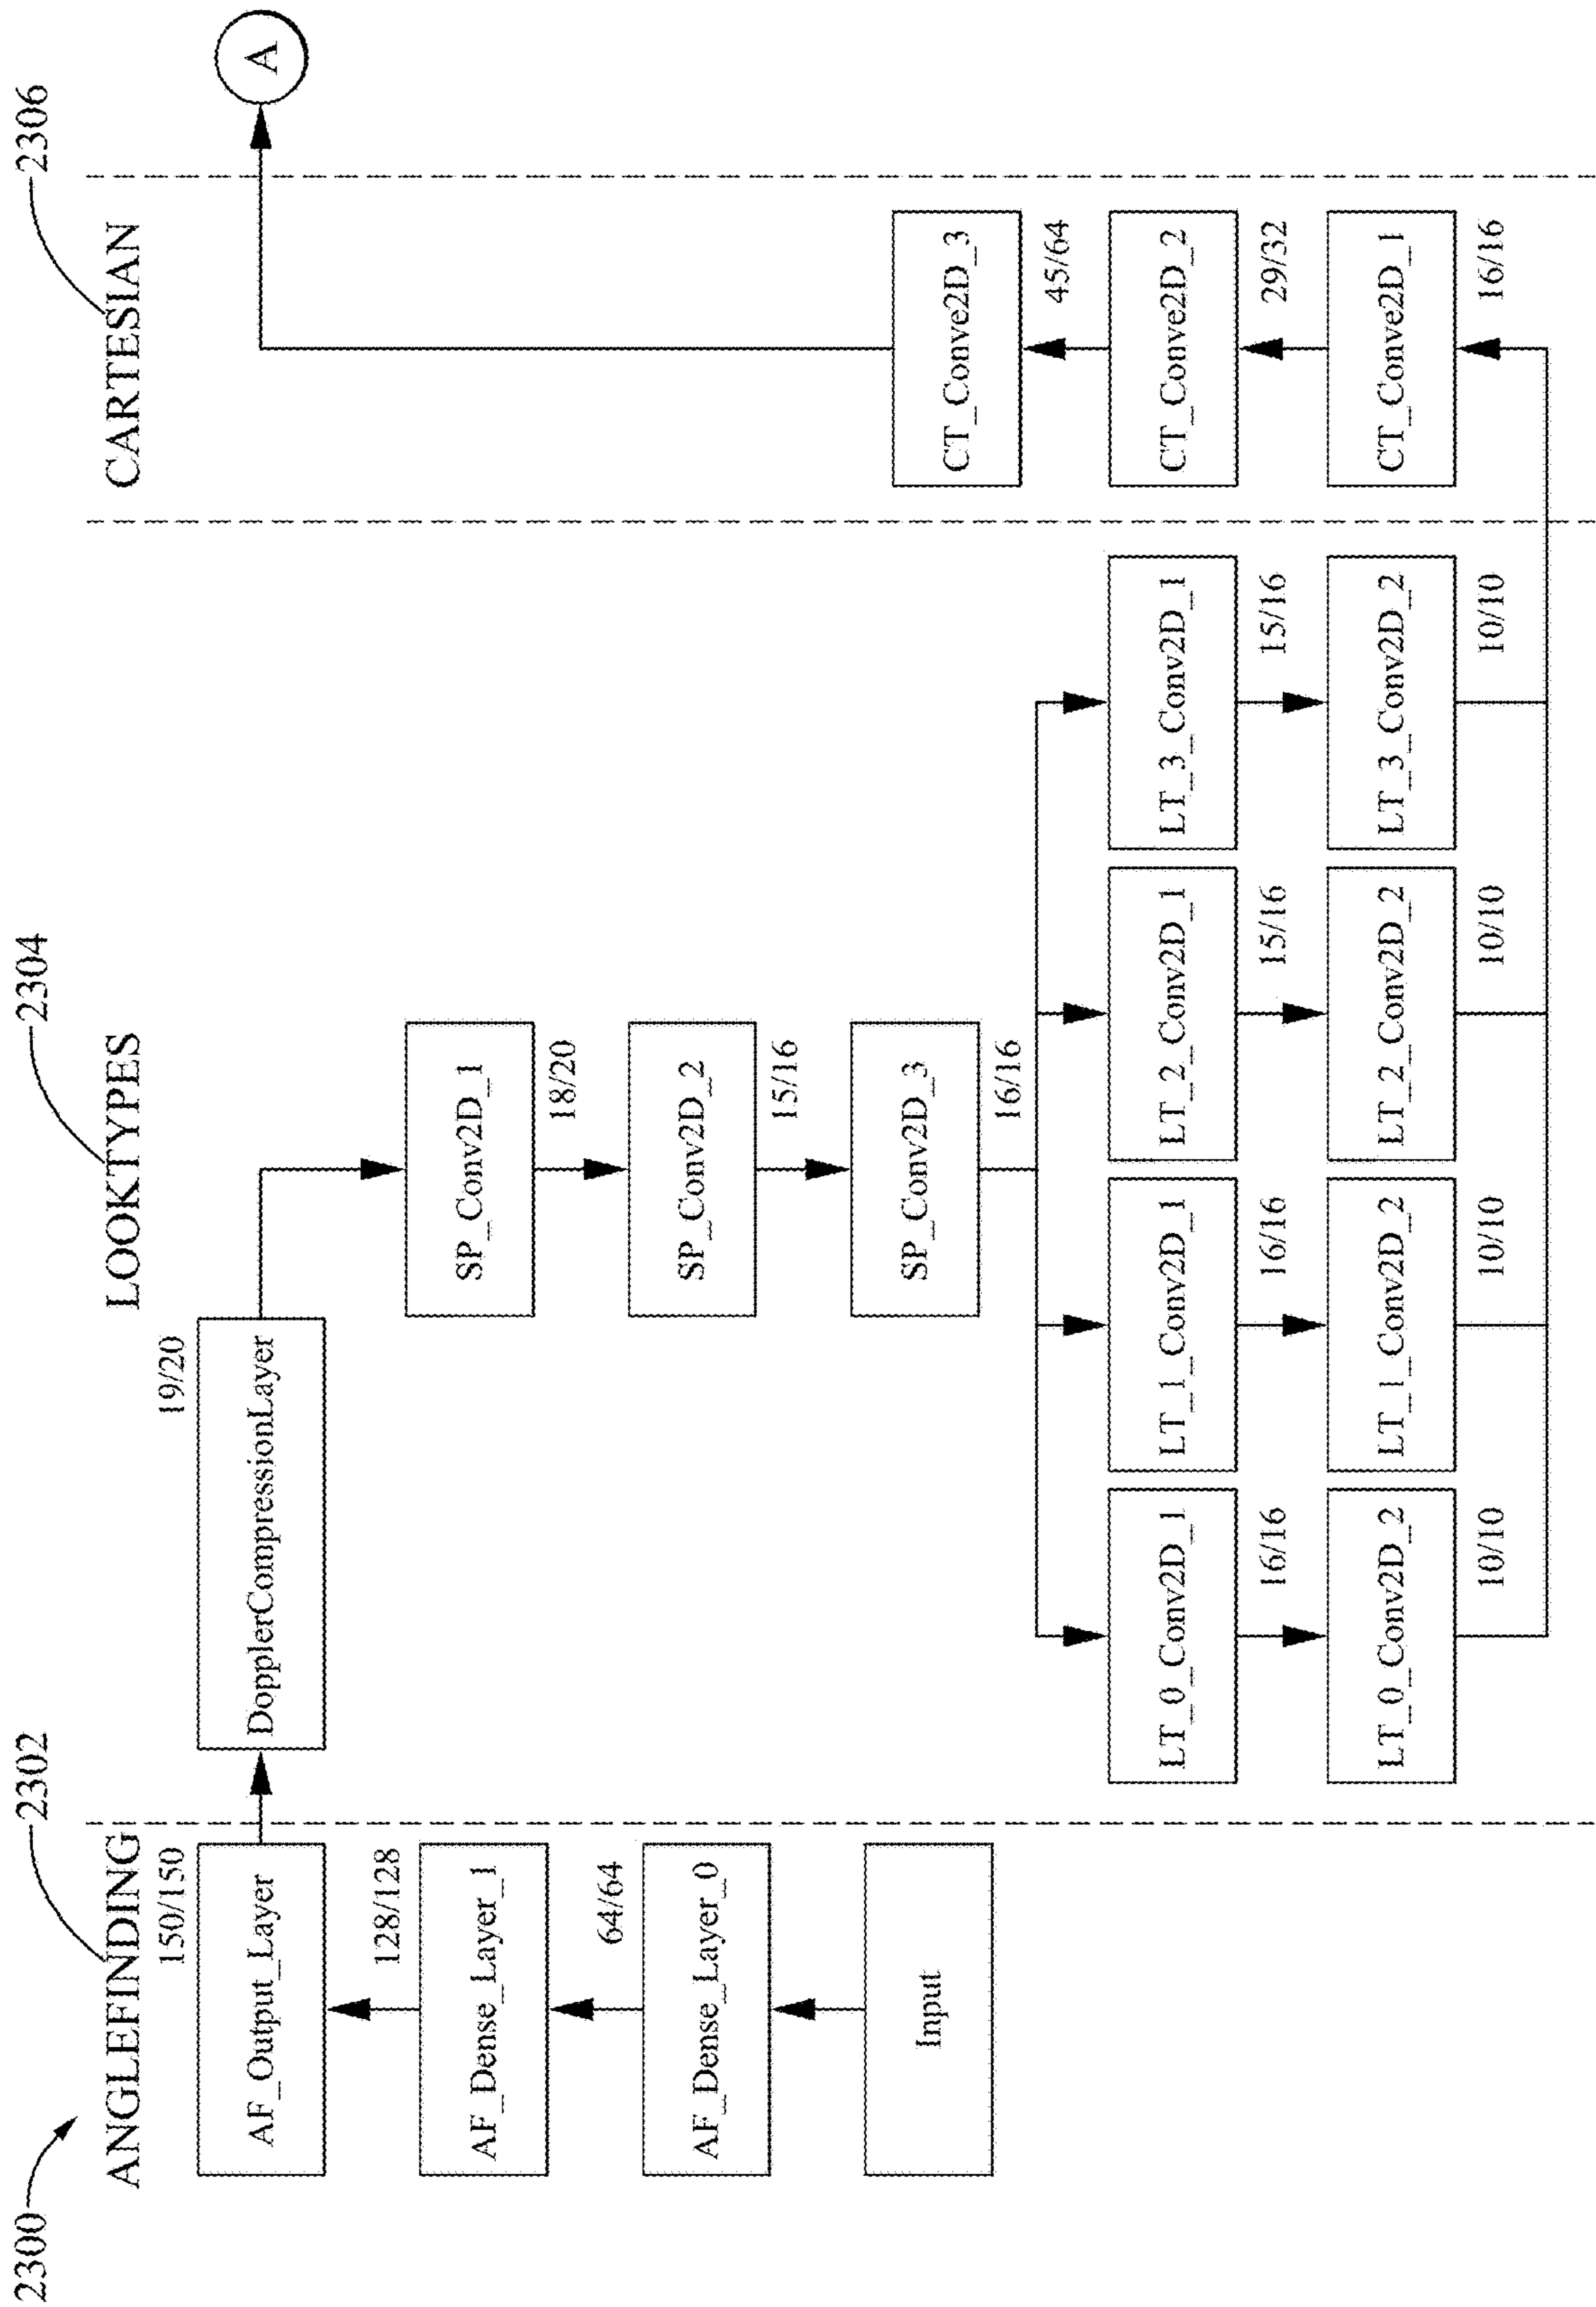 2300
ANGLEFINDING
2302
150/150
AF_Output_Layer
128/128
AF_Dense_Layer_1
64/64
AF_Dense_Layer_0
Input
LOOKTYPES
2304
19/20
DopplerCompressionLayer
SP_Conv2D_1
18/20
SP_Conv2D_2
15/16
SP_Conv2D_3
16/16
LT_0_Conv2D_1
LT_1_Conv2D_1
LT_2_Conv2D_1
LT_3_Conv2D_1
16/16
16/16
15/16
15/16
LT_0_Conv2D_2
LT_1_Conv2D_2
LT_2_Conv2D_2
LT_3_Conv2D_2
10/10
10/10
10/10
10/10
CARTESIAN
2306
A
CT_Conve2D_3
45/64
CT_Conve2D_2
29/32
CT_Conve2D_1
16/16